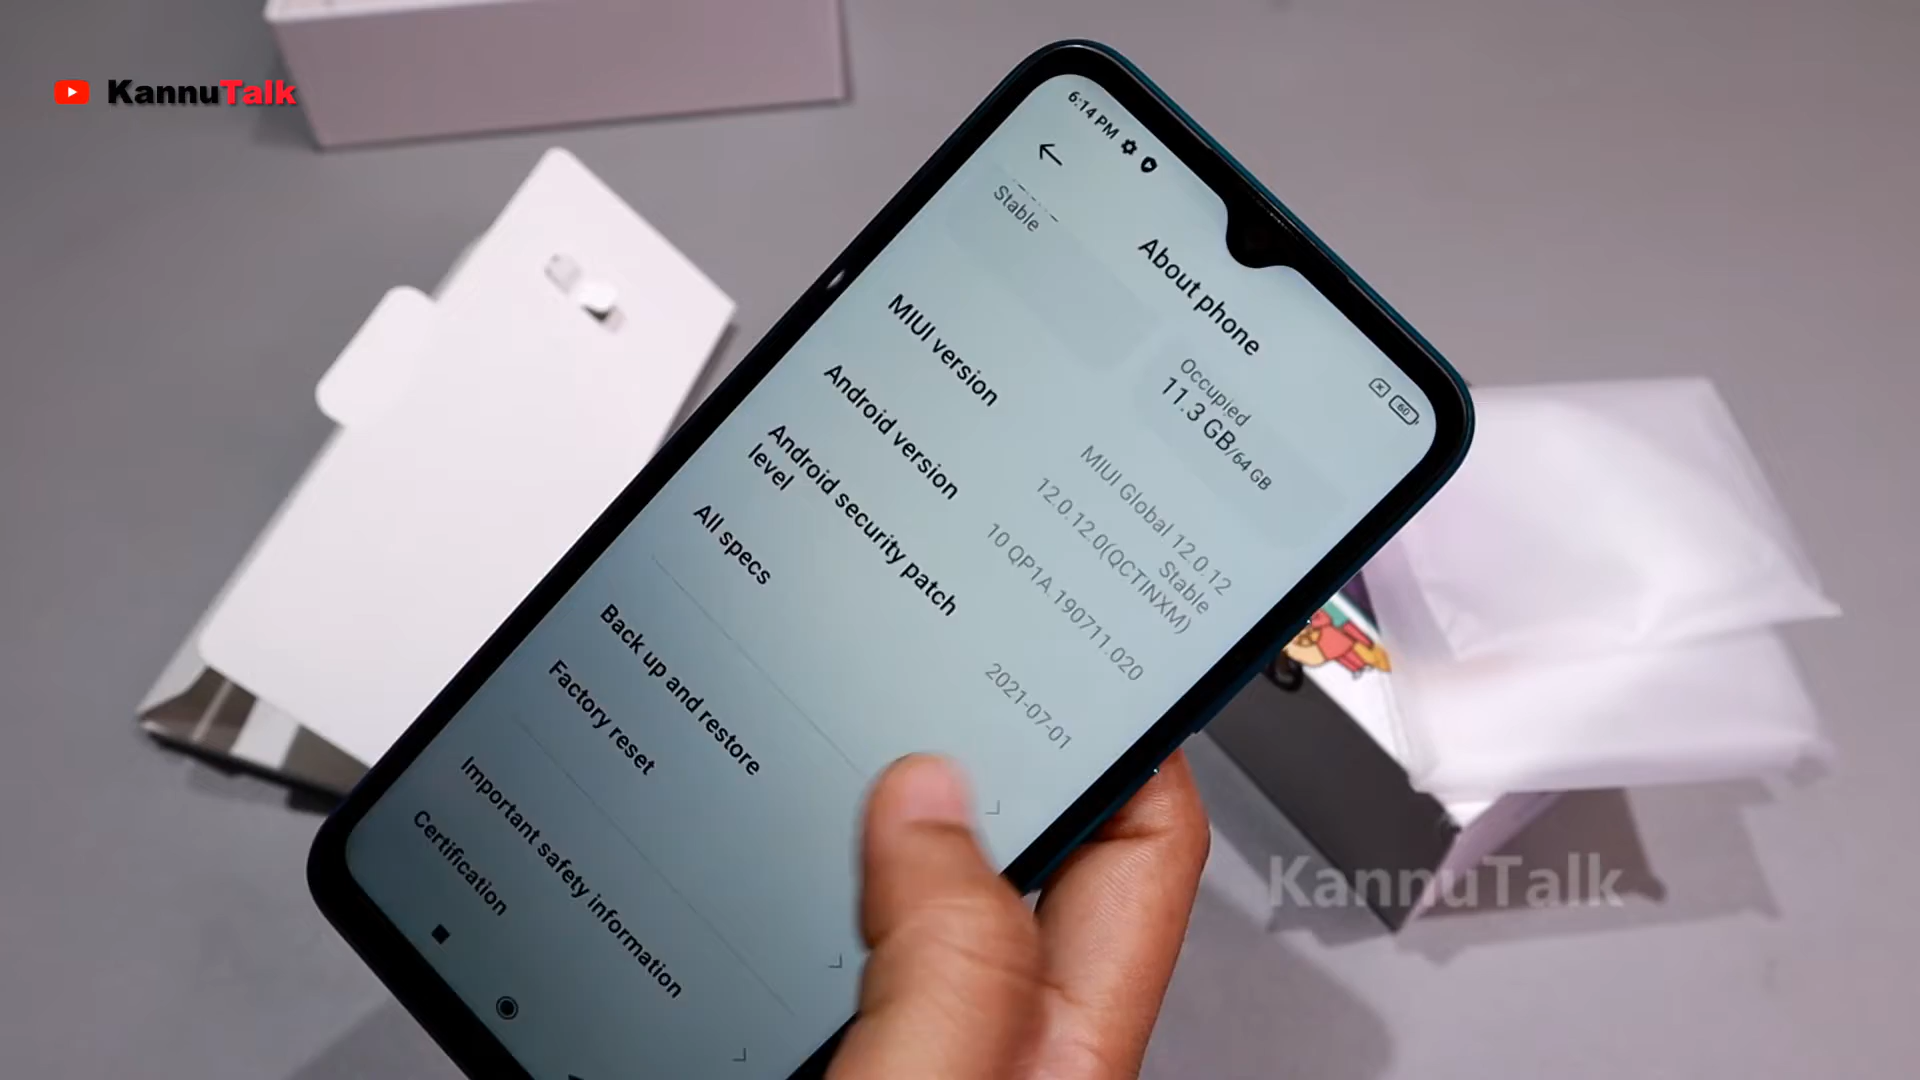 KannuTalk
6:14 PM
60
About phone
Stable
Occupied
11.3 GB/64 GB
MIUI version
MIUI Global 12.0.12
Stable
12.0.12.0(QCTINXM)
Android version
10 QP1A.190711.020
Android security patch
level
2021-07-01
All specs
Back up and restore
Factory reset
Important safety information
Certification
KannuTalk